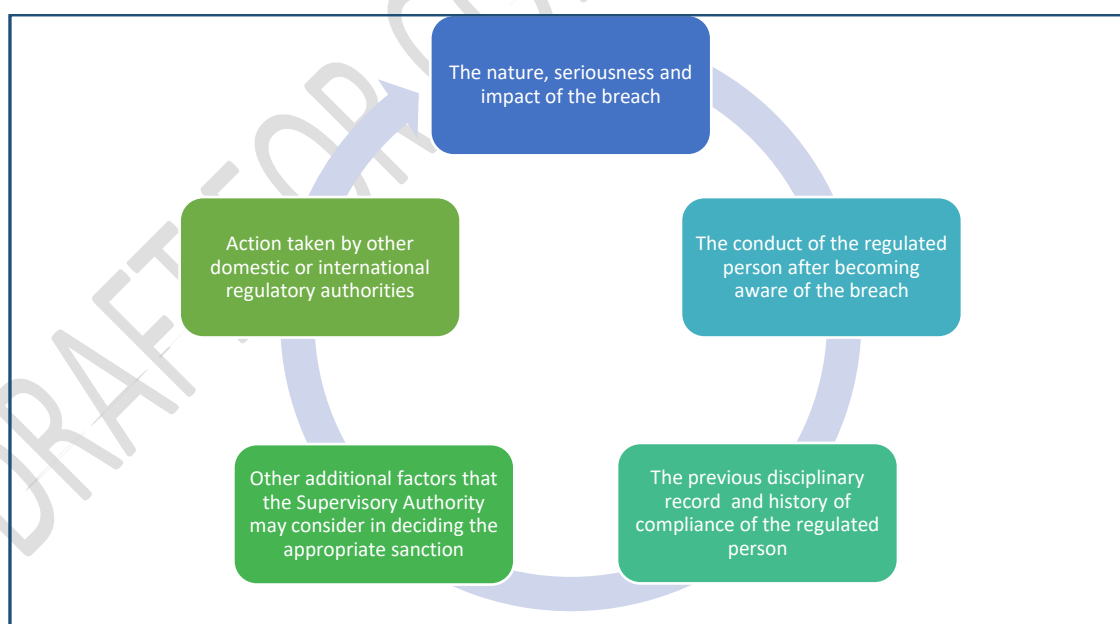 The nature, seriousness and
impact of the breach
The conduct of the regulated
person after becoming
aware of the breach
The previous disciplinary
record and history of
compliance of the regulated
person
Other additional factors that
the Supervisory Authority
may consider in deciding the
appropriate sanction
Action taken by other
domestic or international
regulatory authorities
DRAFT FOR